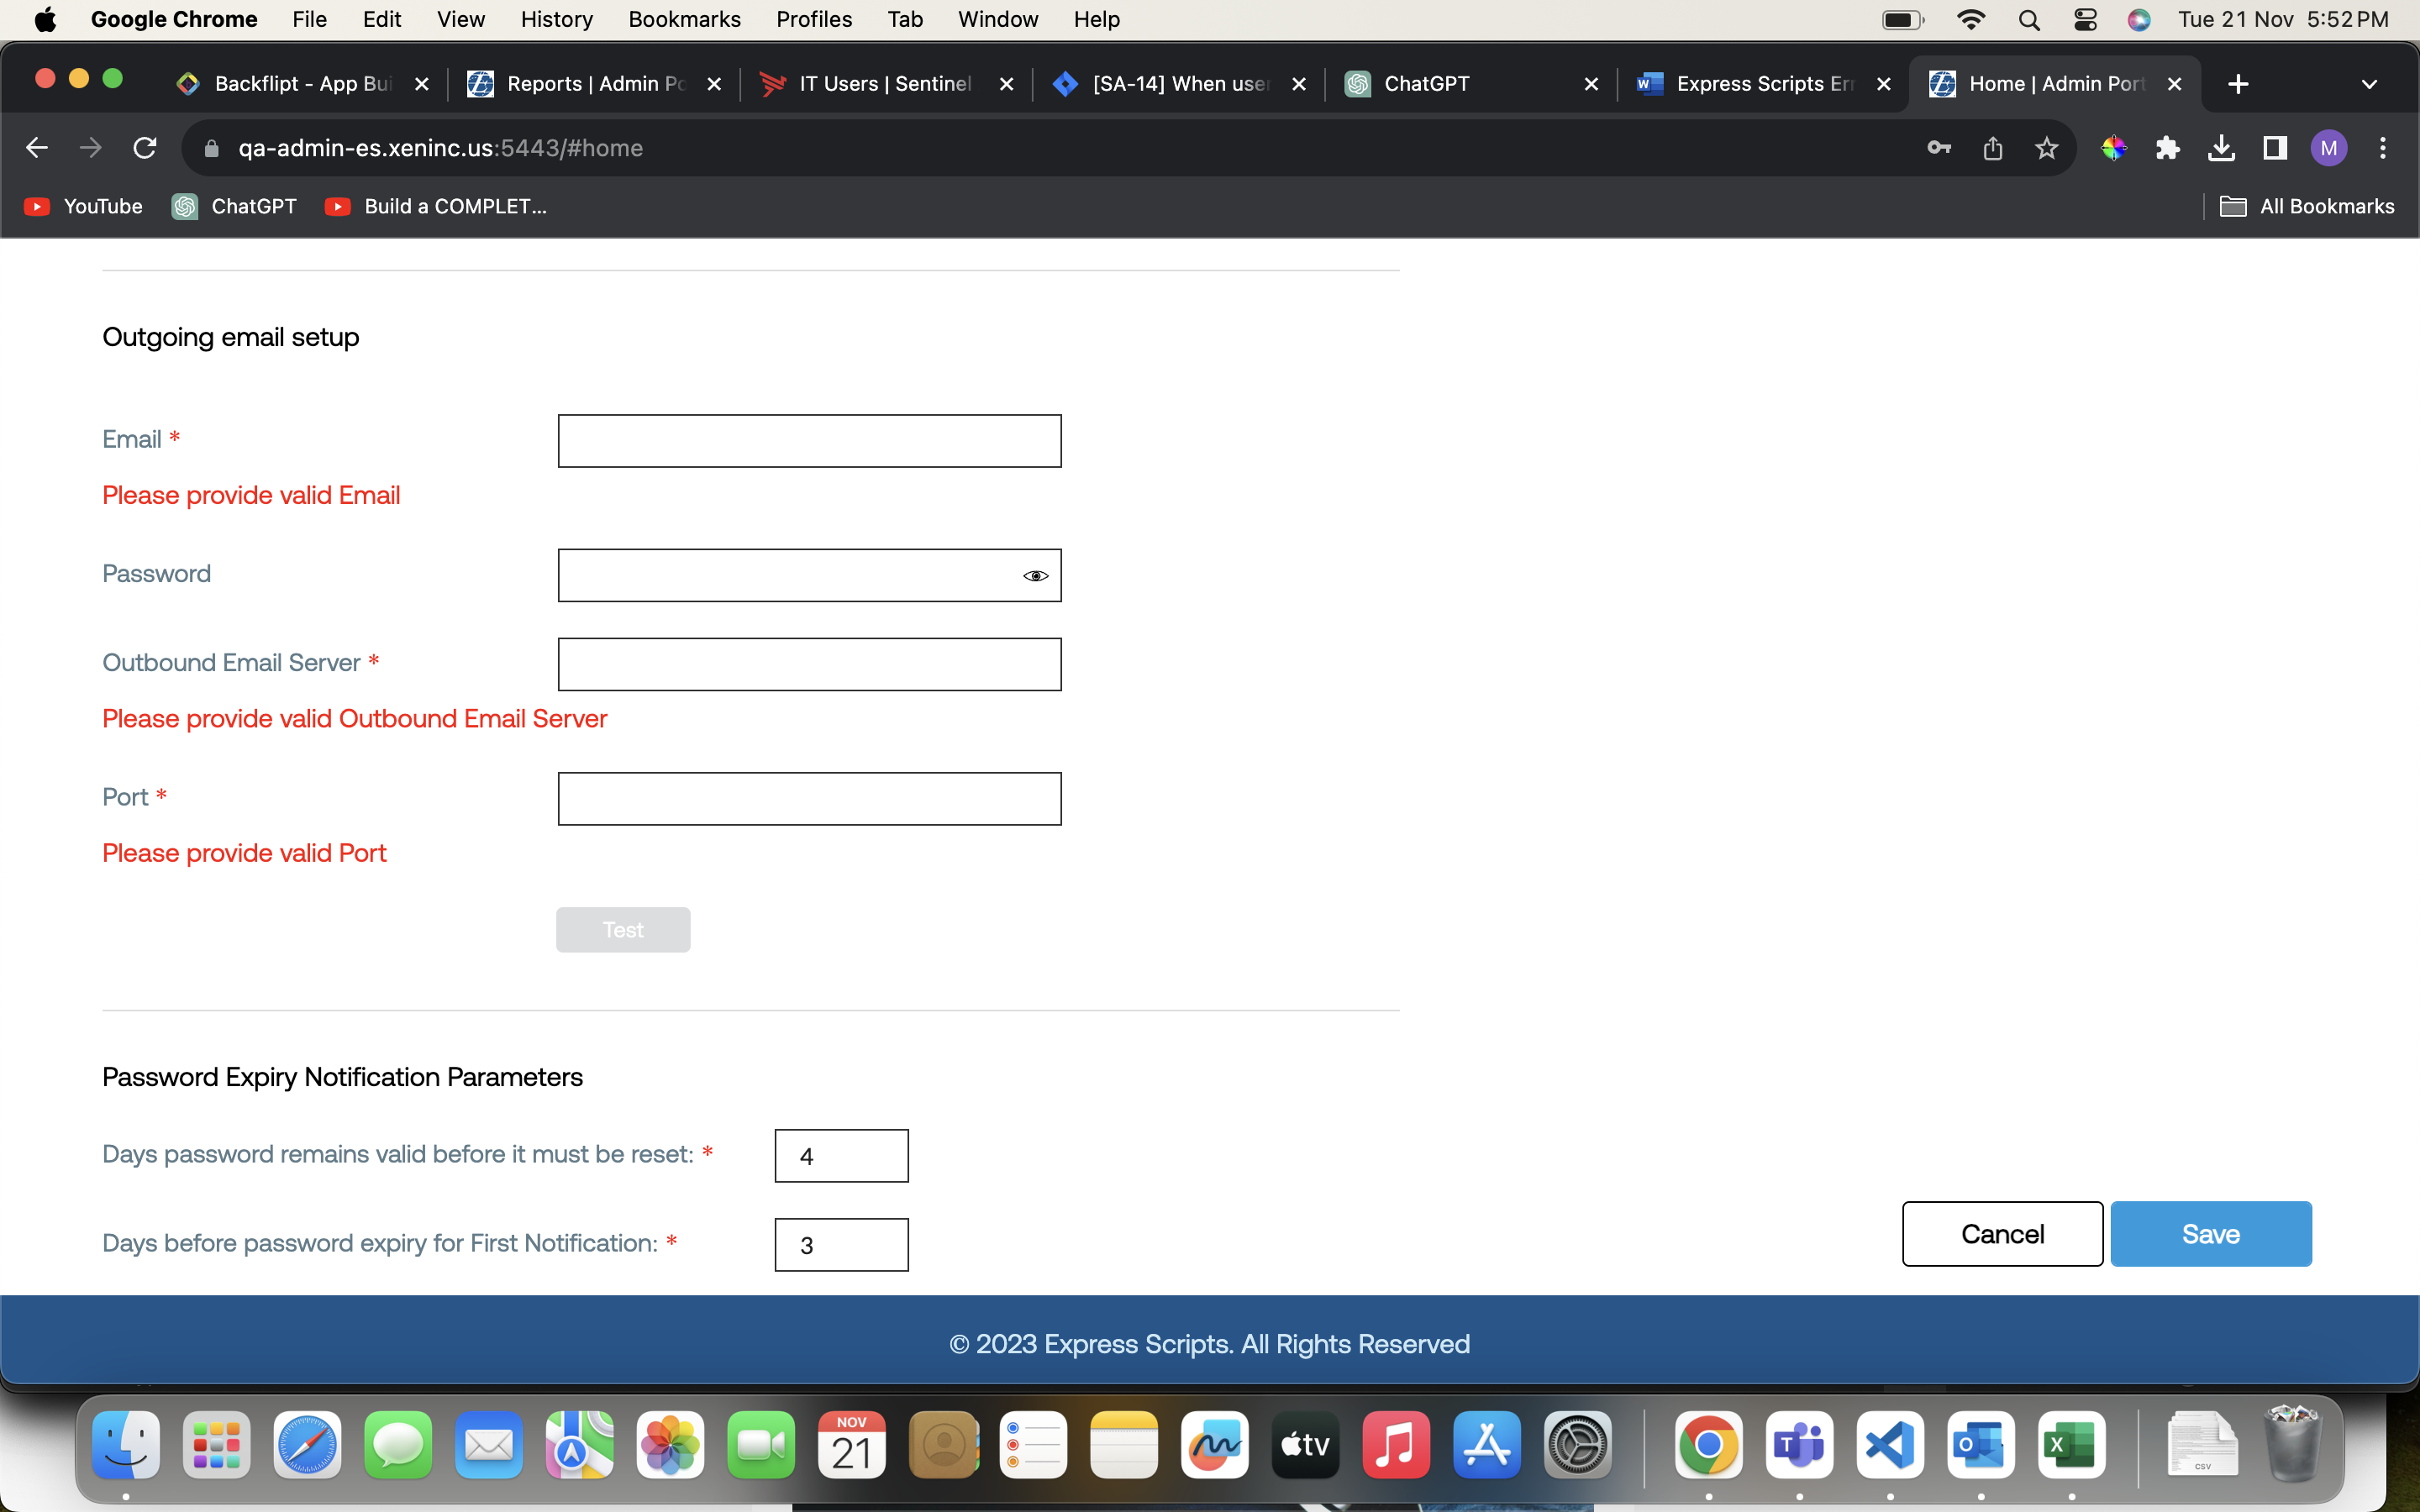 Google Chrome File Edit View History Bookmarks Profiles Tab Window Help Tue 21 Nov 5:52 PM
Backflipt - App Bui Reports | Admin Po IT Users | Sentinel [SA-14] When user ChatGPT Express Scripts Err Home | Admin Port
qa-admin-es.xeninc.us:5443/#home M
YouTube ChatGPT Build a COMPLET... All Bookmarks
Outgoing email setup
Email *
Please provide valid Email
Password
Outbound Email Server *
Please provide valid Outbound Email Server
Port *
Please provide valid Port
Test
Password Expiry Notification Parameters
Days password remains valid before it must be reset: * 4
Days before password expiry for First Notification: * 3
Cancel Save
© 2023 Express Scripts. All Rights Reserved
NOV
21
tv
CSV